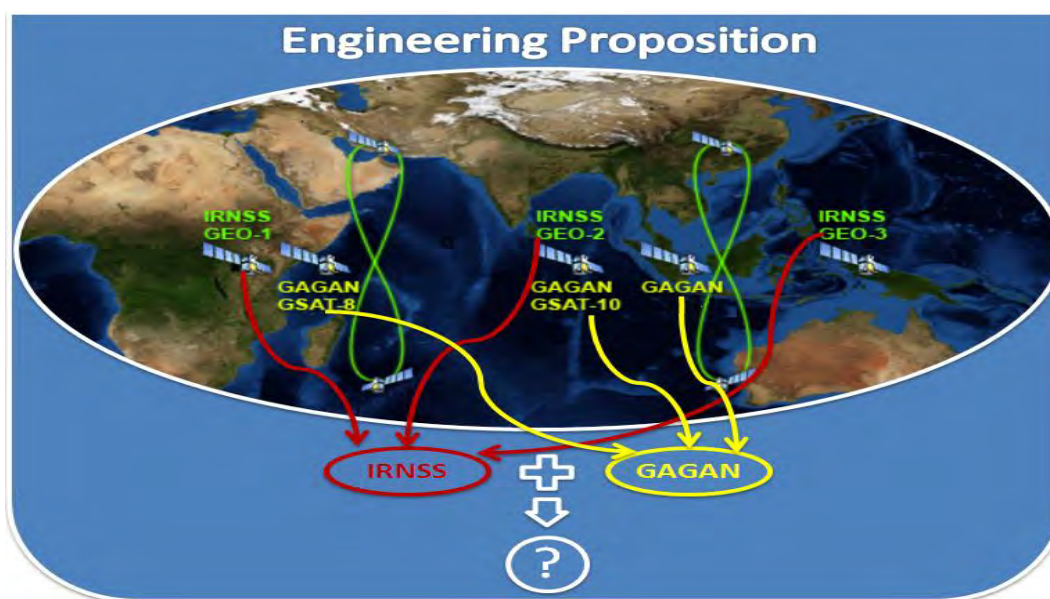 Engineering Proposition
IRNSS
GEO-1
IRNSS
GEO-2
IRNSS
GEO-3
GAGAN
GSAT-8
GAGAN
GSAT-10
GAGAN
IRNSS
GAGAN
?